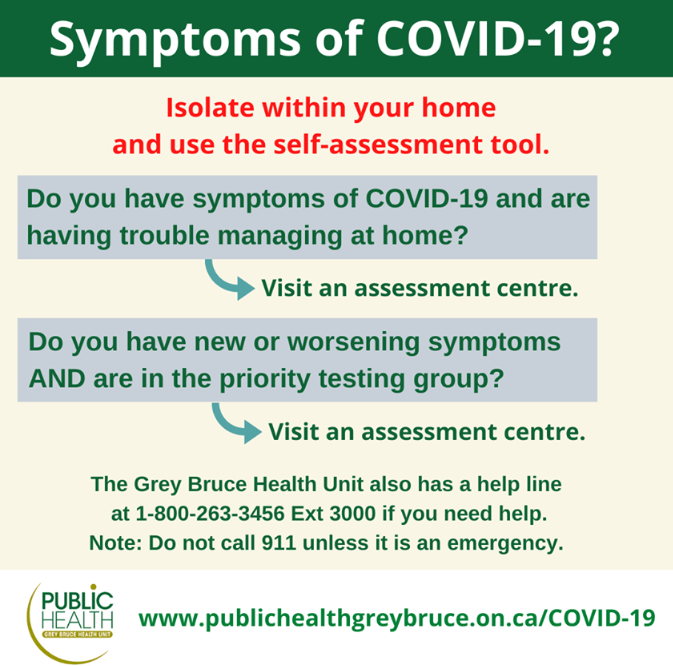 Symptoms of COVID-19?
Isolate within your home
and use the self-assessment tool.
Do you have symptoms of COVID-19 and are
having trouble managing at home?
Visit an assessment centre.
Do you have new or worsening symptoms
AND are in the priority testing group?
Visit an assessment centre.
The Grey Bruce Health Unit also has a help line
at 1-800-263-3456 Ext 3000 if you need help.
Note: Do not call 911 unless it is an emergency.
PUBLIC
HEALTH
GREY BRUCE HEALTH UNIT
www.publichealthgreybruce.on.ca/COVID-19